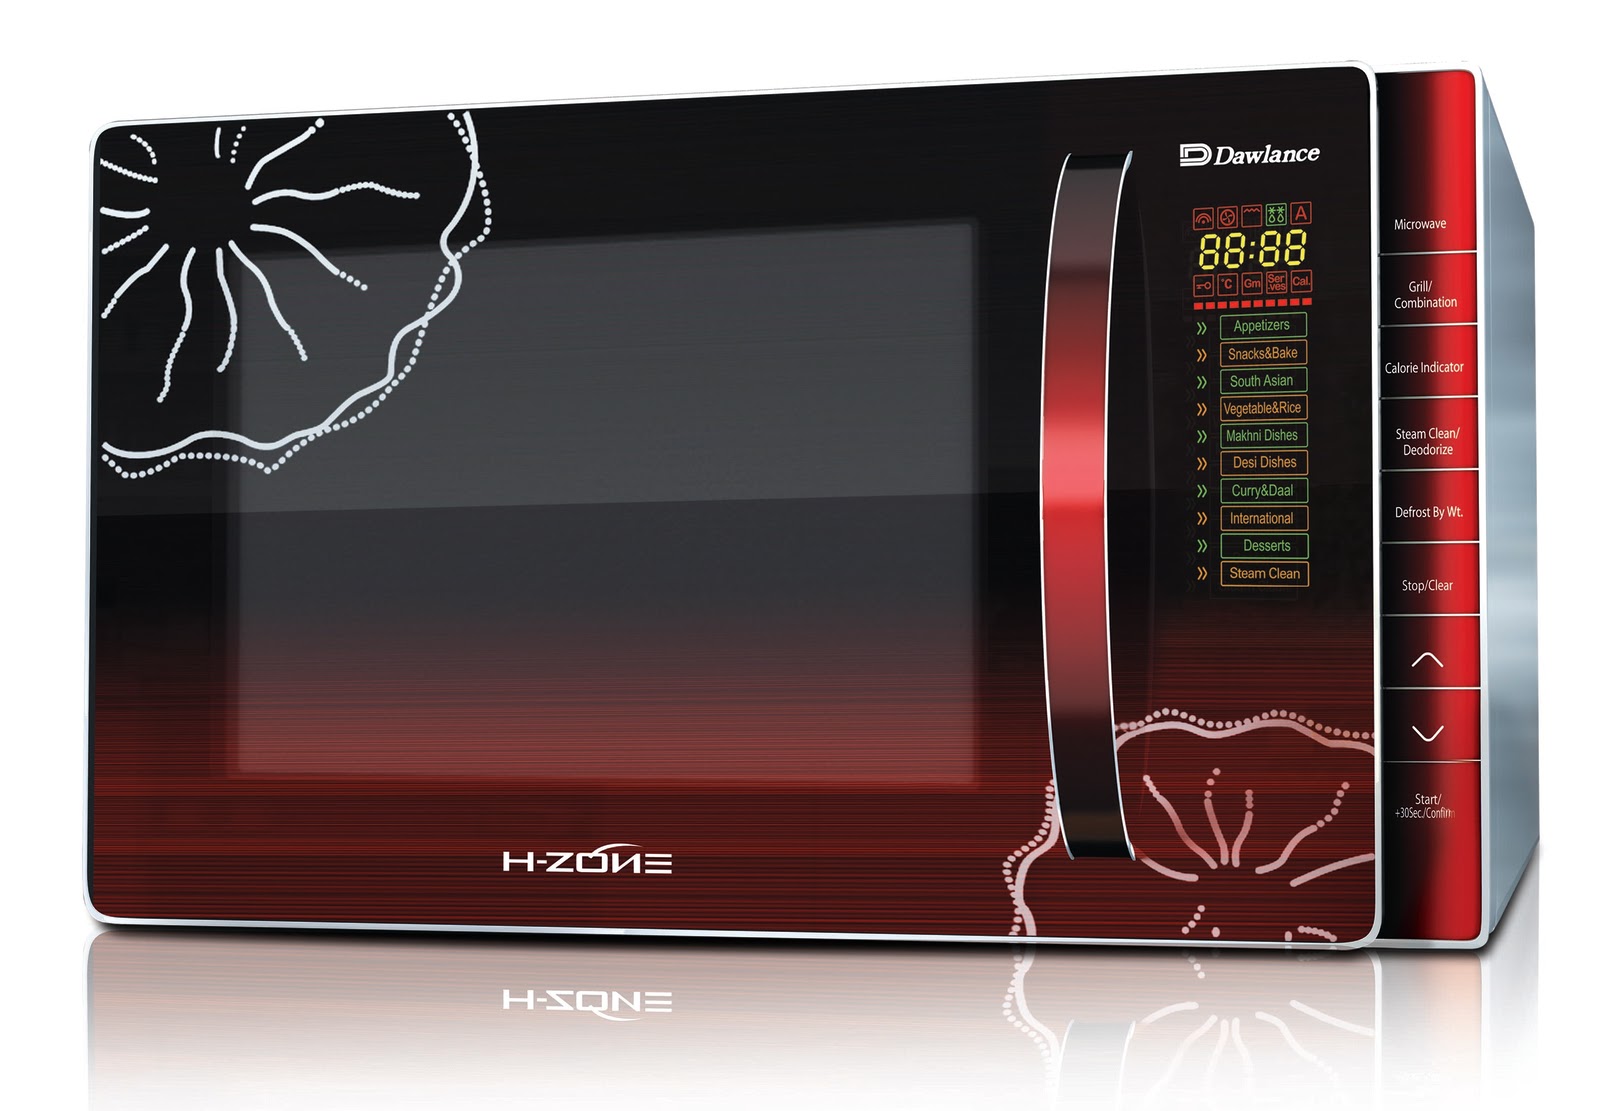 Dawlance
A
88:88
°C
Gm
Ser
ves
Cal.
Appetizers
Snacks&Bake
South Asian
Vegetable&Rice
Makhni Dishes
Desi Dishes
Curry&Daal
International
Desserts
Steam Clean
Microwave
Grill/
Combination
Calorie Indicator
Steam Clean/
Deodorize
Defrost By Wt.
Stop/Clear
Start/
+30Sec./Confirm
H-ZONE